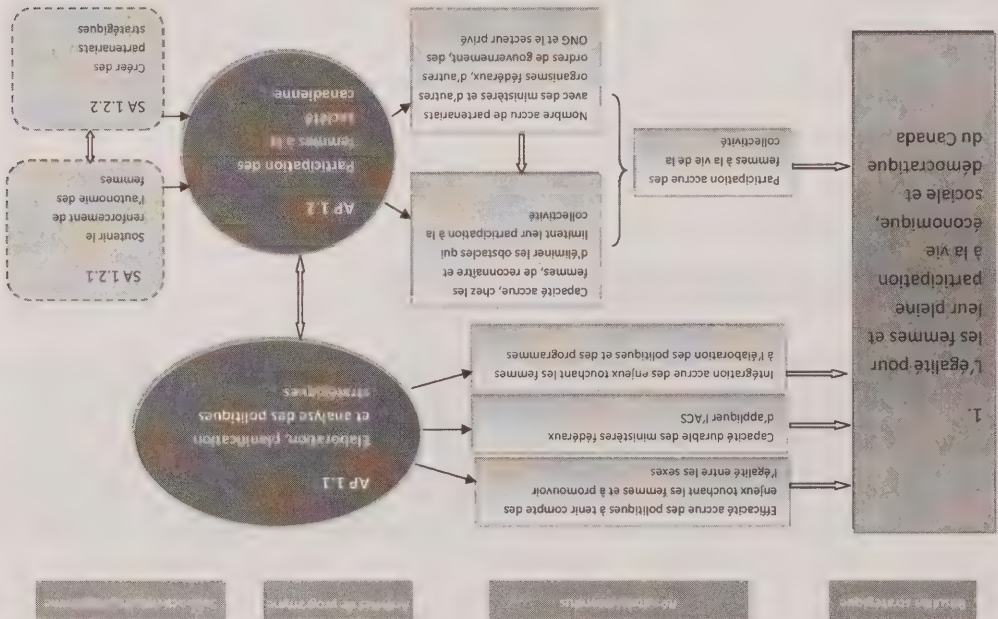 Résultat stratégique
Résultats attendus
Activités de programme
1.
L'égalité pour
les femmes et
leur pleine
participation
à la vie
économique,
sociale et
démocratique
du Canada
Efficacité accrue des politiques à tenir compte des
enjeux touchant les femmes et à promouvoir
l'égalité entre les sexes
Capacité durable des ministères fédéraux
d'appliquer l'ACS
Intégration accrue des enjeux touchant les femmes
à l'élaboration des politiques et des programmes
AP 1.1
Élaboration, planification
et analyse des politiques
stratégiques
Participation accrue des
femmes à la vie de la
collectivité
Capacité accrue, chez les
femmes, de reconnaître et
d'éliminer les obstacles qui
limitent leur participation à la
collectivité
Nombre accru de partenariats
avec des ministères et d'autres
organismes fédéraux, d'autres
ordres de gouvernement, des
ONG et le secteur privé
AP 1.2
Participation des
femmes à la
société
canadienne
SA 1.2.1
Soutenir le
renforcement de
l'autonomie des
femmes
SA 1.2.2
Créer des
partenariats
stratégiques